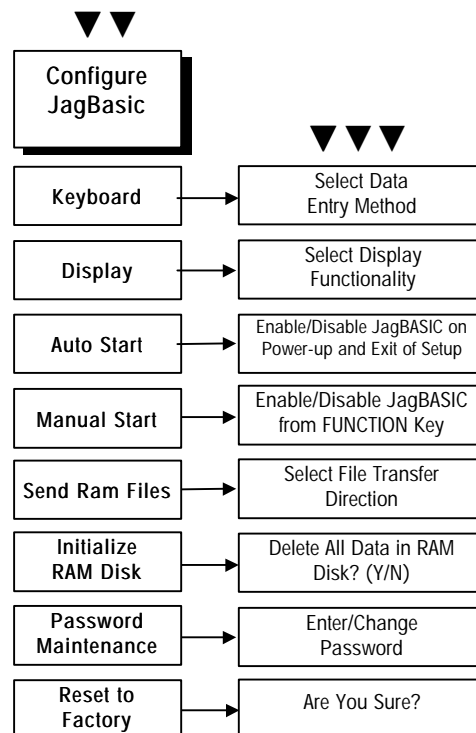 Configure
JagBasic
Keyboard
Select Data
Entry Method
Display
Select Display
Functionality
Auto Start
Enable/Disable JagBASIC on
Power-up and Exit of Setup
Manual Start
Enable/Disable JagBASIC
from FUNCTION Key
Send Ram Files
Select File Transfer
Direction
Initialize
RAM Disk
Delete All Data in RAM
Disk? (Y/N)
Password
Maintenance
Enter/Change
Password
Reset to
Factory
Are You Sure?